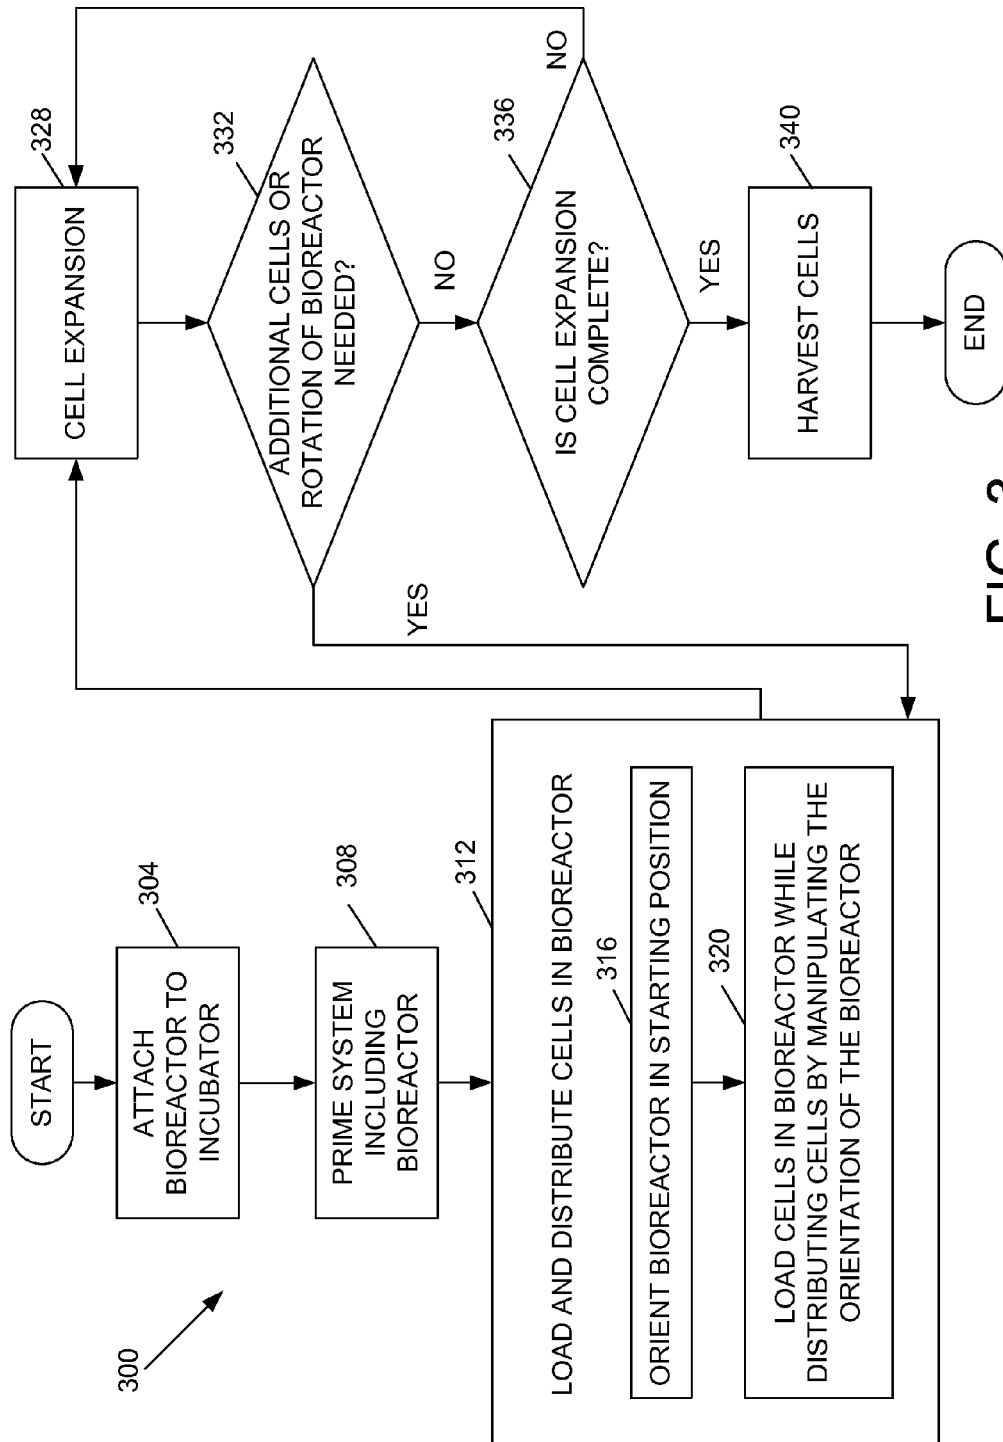 300
START
ATTACH
BIOREACTOR TO
INCUBATOR
304
PRIME SYSTEM
INCLUDING
BIOREACTOR
308
312
LOAD AND DISTRIBUTE CELLS IN BIOREACTOR
316
ORIENT BIOREACTOR IN STARTING POSITION
320
LOAD CELLS IN BIOREACTOR WHILE
DISTRIBUTING CELLS BY MANIPULATING THE
ORIENTATION OF THE BIOREACTOR
328
CELL EXPANSION
332
ADDITIONAL CELLS OR
ROTATION OF BIOREACTOR
NEEDED?
YES
NO
336
IS CELL EXPANSION
COMPLETE?
NO
YES
340
HARVEST CELLS
END